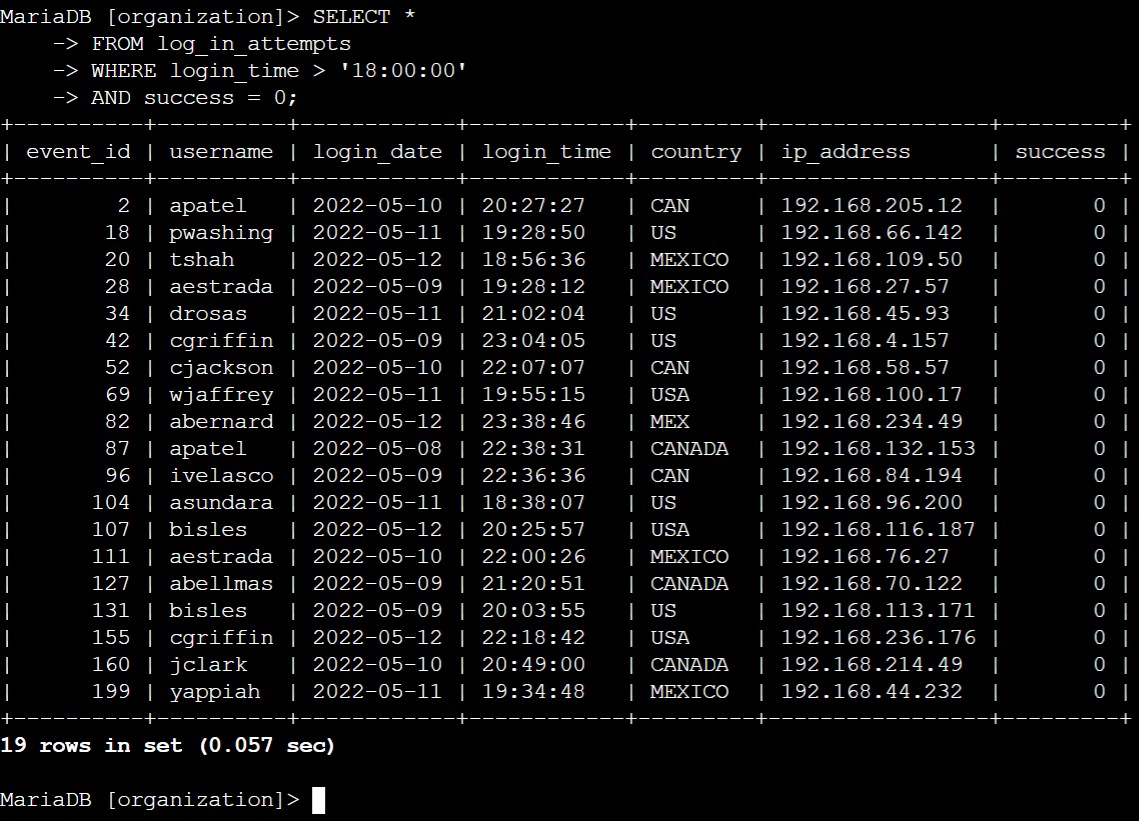 MariaDB [organization]> SELECT *
    -> FROM log_in_attempts
    -> WHERE login_time > '18:00:00'
    -> AND success = 0;
+----------+----------+------------+------------+---------+-----------------+---------+
| event_id | username | login_date | login_time | country | ip_address      | success |
+----------+----------+------------+------------+---------+-----------------+---------+
|        2 | apatel   | 2022-05-10 | 20:27:27   | CAN     | 192.168.205.12  |       0 |
|       18 | pwashing | 2022-05-11 | 19:28:50   | US      | 192.168.66.142  |       0 |
|       20 | tshah    | 2022-05-12 | 18:56:36   | MEXICO  | 192.168.109.50  |       0 |
|       28 | aestrada | 2022-05-09 | 19:28:12   | MEXICO  | 192.168.27.57   |       0 |
|       34 | drosas   | 2022-05-11 | 21:02:04   | US      | 192.168.45.93   |       0 |
|       42 | cgriffin | 2022-05-09 | 23:04:05   | US      | 192.168.4.157   |       0 |
|       52 | cjackson | 2022-05-10 | 22:07:07   | CAN     | 192.168.58.57   |       0 |
|       69 | wjaffrey | 2022-05-11 | 19:55:15   | USA     | 192.168.100.17  |       0 |
|       82 | abernard | 2022-05-12 | 23:38:46   | MEX     | 192.168.234.49  |       0 |
|       87 | apatel   | 2022-05-08 | 22:38:31   | CANADA  | 192.168.132.153 |       0 |
|       96 | ivelasco | 2022-05-09 | 22:36:36   | CAN     | 192.168.84.194  |       0 |
|      104 | asundara | 2022-05-11 | 18:38:07   | US      | 192.168.96.200  |       0 |
|      107 | bisles   | 2022-05-12 | 20:25:57   | USA     | 192.168.116.187 |       0 |
|      111 | aestrada | 2022-05-10 | 22:00:26   | MEXICO  | 192.168.76.27   |       0 |
|      127 | abellmas | 2022-05-09 | 21:20:51   | CANADA  | 192.168.70.122  |       0 |
|      131 | bisles   | 2022-05-09 | 20:03:55   | US      | 192.168.113.171 |       0 |
|      155 | cgriffin | 2022-05-12 | 22:18:42   | USA     | 192.168.236.176 |       0 |
|      160 | jclark   | 2022-05-10 | 20:49:00   | CANADA  | 192.168.214.49  |       0 |
|      199 | yappiah  | 2022-05-11 | 19:34:48   | MEXICO  | 192.168.44.232  |       0 |
+----------+----------+------------+------------+---------+-----------------+---------+
19 rows in set (0.057 sec)
MariaDB [organization]>